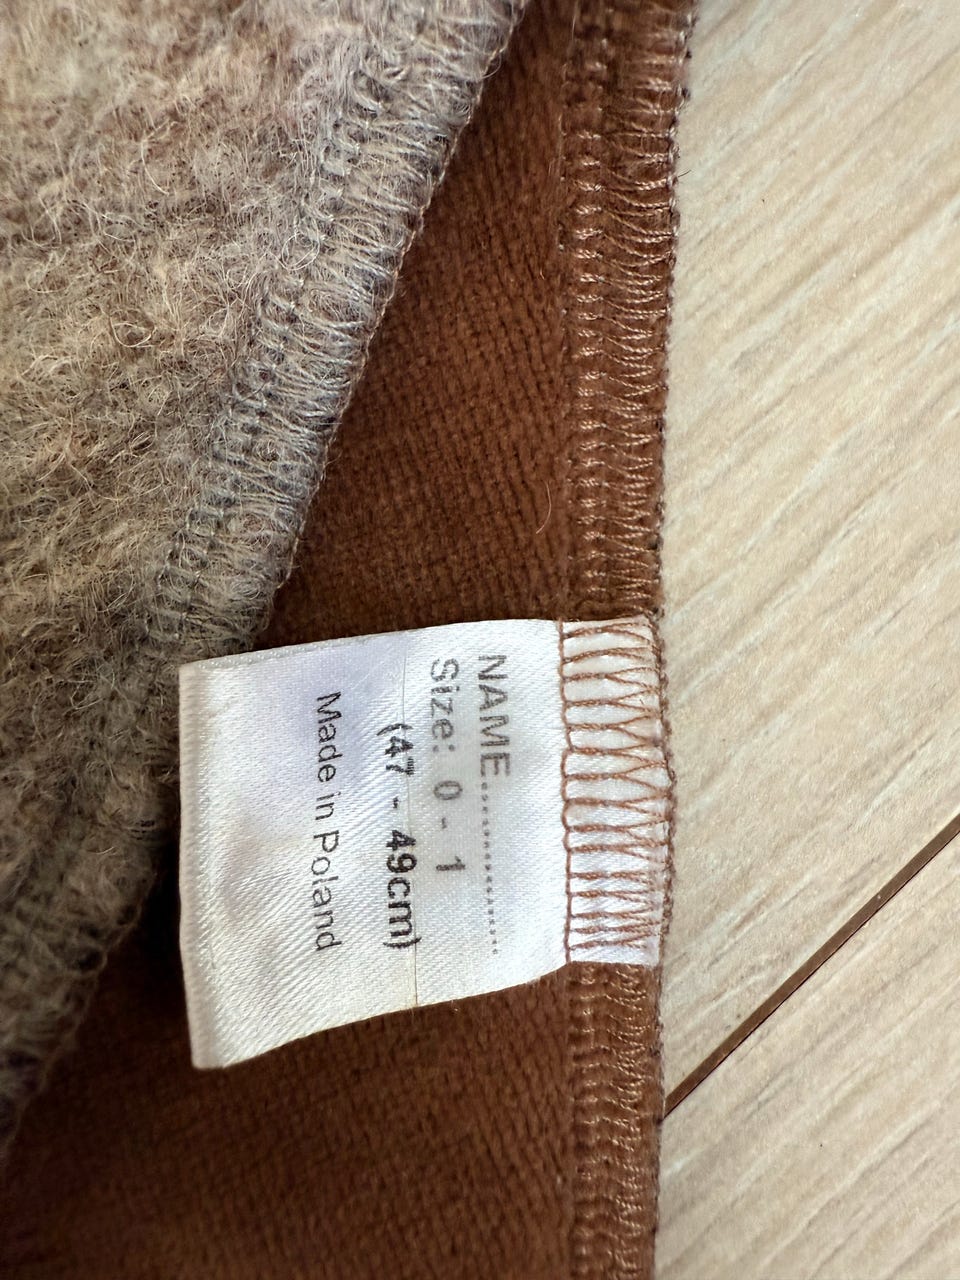 NAME....................
Size: 0 - 1
(47 - 49cm)
Made in Poland